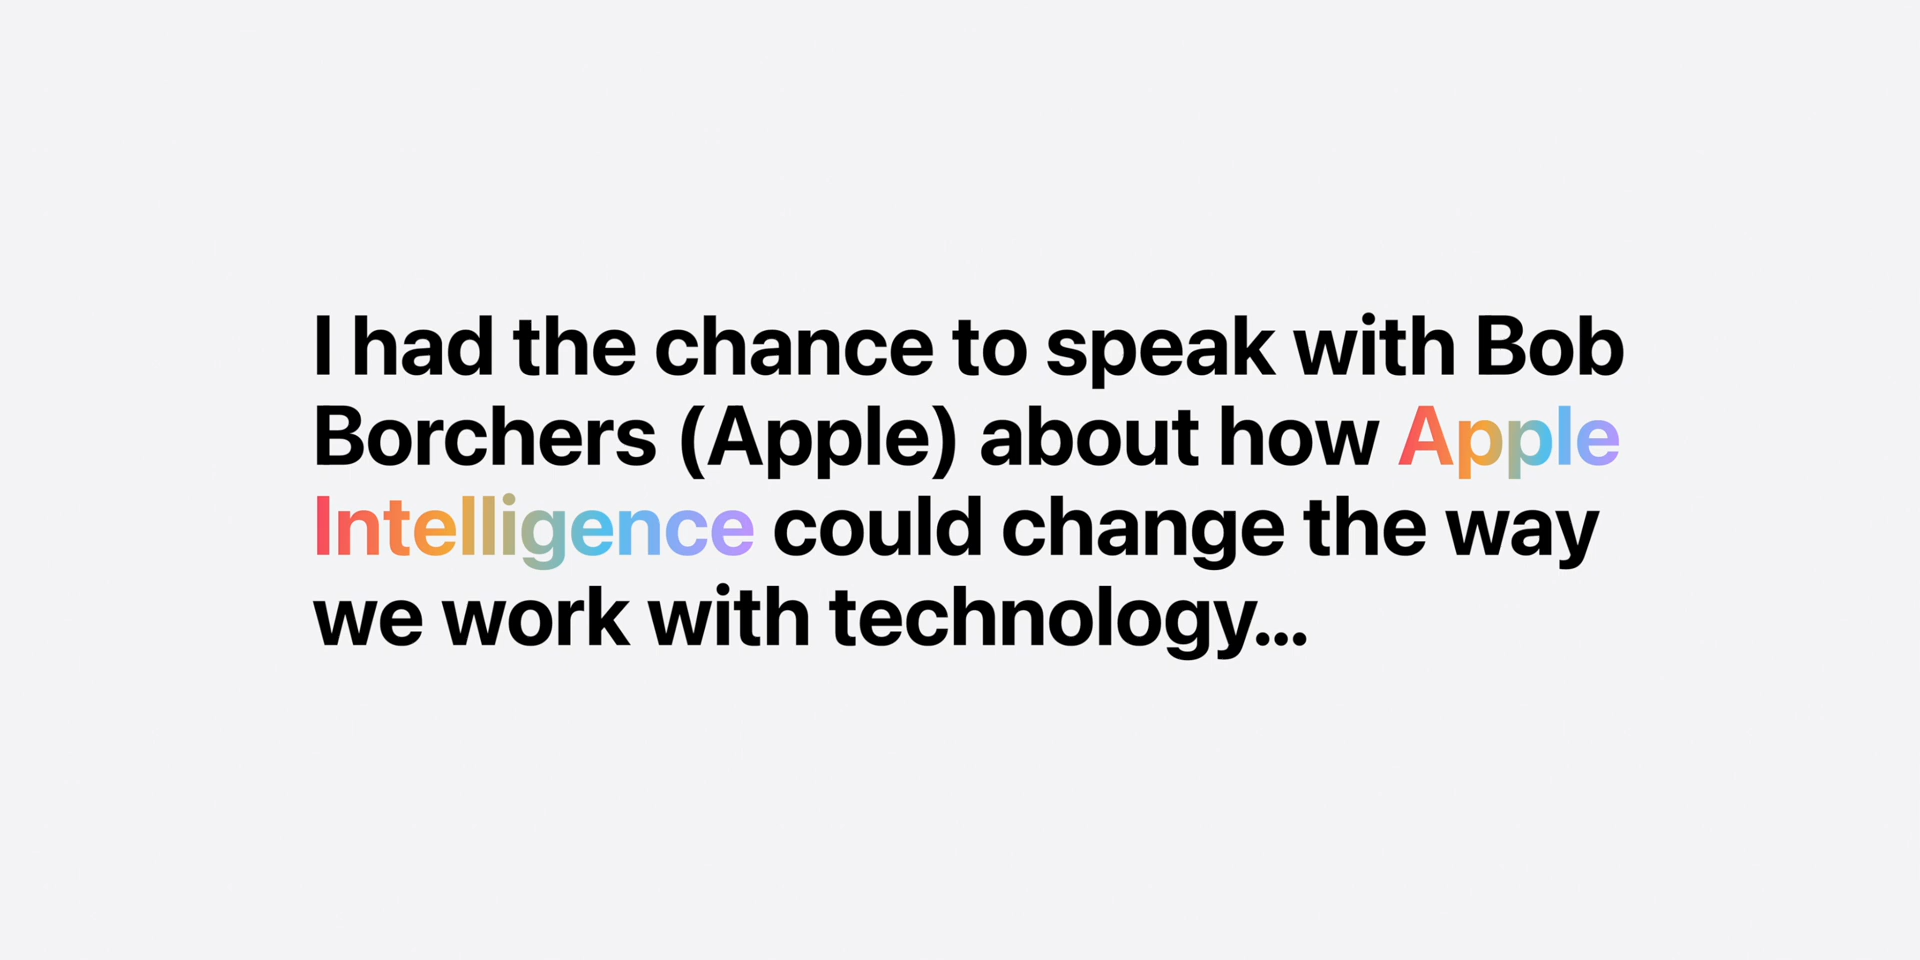 I had the chance to speak with Bob
Borchers (Apple) about how Apple
Intelligence could change the way
we work with technology...